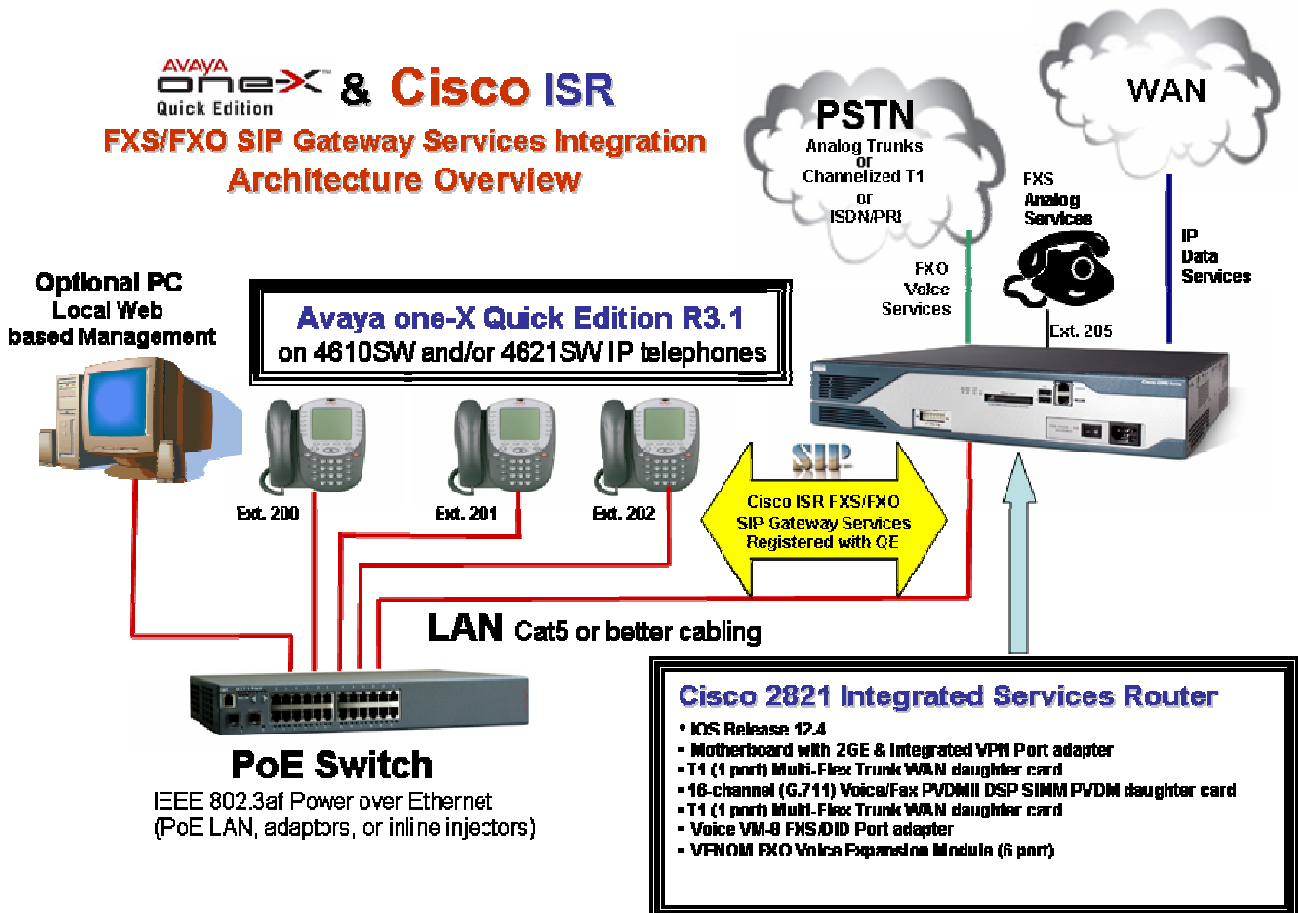 AVAYA
one-X™
Quick Edition
& Cisco ISR
FXS/FXO SIP Gateway Services Integration
Architecture Overview
PSTN
Analog Trunks
or
Channelized T1
or
ISDN/PRI
WAN
FXS
Analog
Services
IP
Data
Services
FXO
Voice
Services
Ext. 205
Optional PC
Local Web
based Management
Avaya one-X Quick Edition R3.1
on 4610SW and/or 4621SW IP telephones
Ext. 200
Ext. 201
Ext. 202
SIP
Cisco ISR FXS/FXO
SIP Gateway Services
Registered with QE
LAN Cat5 or better cabling
PoE Switch
IEEE 802.3af Power over Ethernet
(PoE LAN, adaptors, or inline injectors)
Cisco 2821 Integrated Services Router
• IOS Release 12.4
• Motherboard with 2GE & Integrated VPN Port adapter
• T1 (1 port) Multi-Flex Trunk WAN daughter card
• 16-channel (G.711) Voice/Fax PVDMII DSP SIMM PVDM daughter card
• T1 (1 port) Multi-Flex Trunk WAN daughter card
• Voice VM-8 FXS/DID Port adapter
• VENOM FXO Voice Expansion Module (6 port)